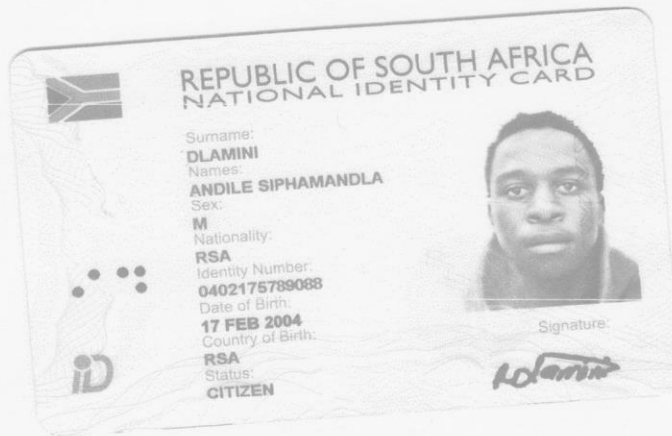 REPUBLIC OF SOUTH AFRICA
NATIONAL IDENTITY CARD
Surname:
DLAMINI
Names:
ANDILE SIPHAMANDLA
Sex:
M
Nationality:
RSA
Identity Number:
0402175789088
Date of Birth:
17 FEB 2004
Country of Birth:
RSA
Status:
CITIZEN
Signature:
iD